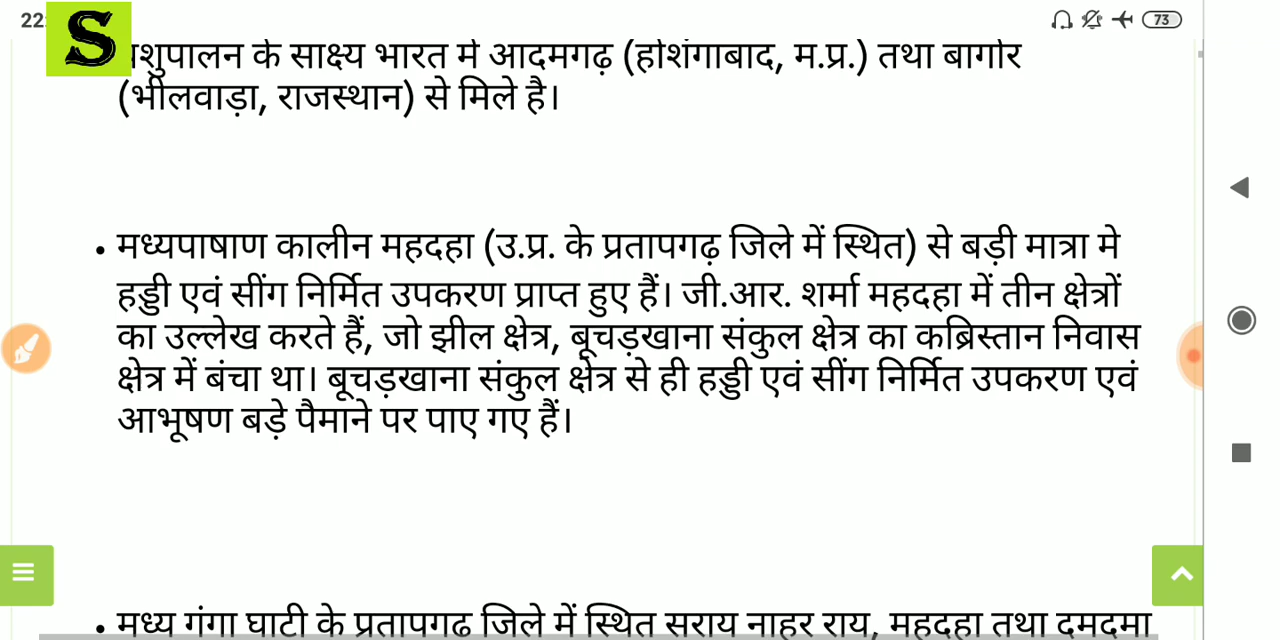 22:
S
पशुपालन के साक्ष्य भारत में आदमगढ़ (होशंगाबाद, म.प्र.) तथा बागोर
(भीलवाड़ा, राजस्थान) से मिले है।
• मध्यपाषाण कालीन महदहा (उ.प्र. के प्रतापगढ़ जिले में स्थित) से बड़ी मात्रा मे
हड्डी एवं सींग निर्मित उपकरण प्राप्त हुए हैं। जी.आर. शर्मा महदहा में तीन क्षेत्रों
का उल्लेख करते हैं, जो झील क्षेत्र, बूचड़खाना संकुल क्षेत्र का कब्रिस्तान निवास
क्षेत्र में बंचा था। बूचड़खाना संकुल क्षेत्र से ही हड्डी एवं सींग निर्मित उपकरण एवं
आभूषण बड़े पैमाने पर पाए गए हैं।
• मध्य गंगा घाटी के प्रतापगढ़ जिले में स्थित सराय नाहर राय, महदहा तथा दमदमा
73